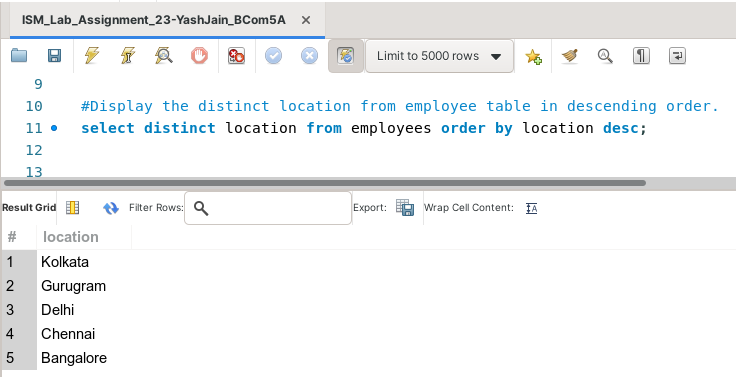 ISM_Lab_Assignment_23-YashJain_BCom5A ×
Limit to 5000 rows
9
10 #Display the distinct location from employee table in descending order.
11 select distinct location from employees order by location desc;
12
13
Result Grid Filter Rows: Export: Wrap Cell Content:
# location
1 Kolkata
2 Gurugram
3 Delhi
4 Chennai
5 Bangalore